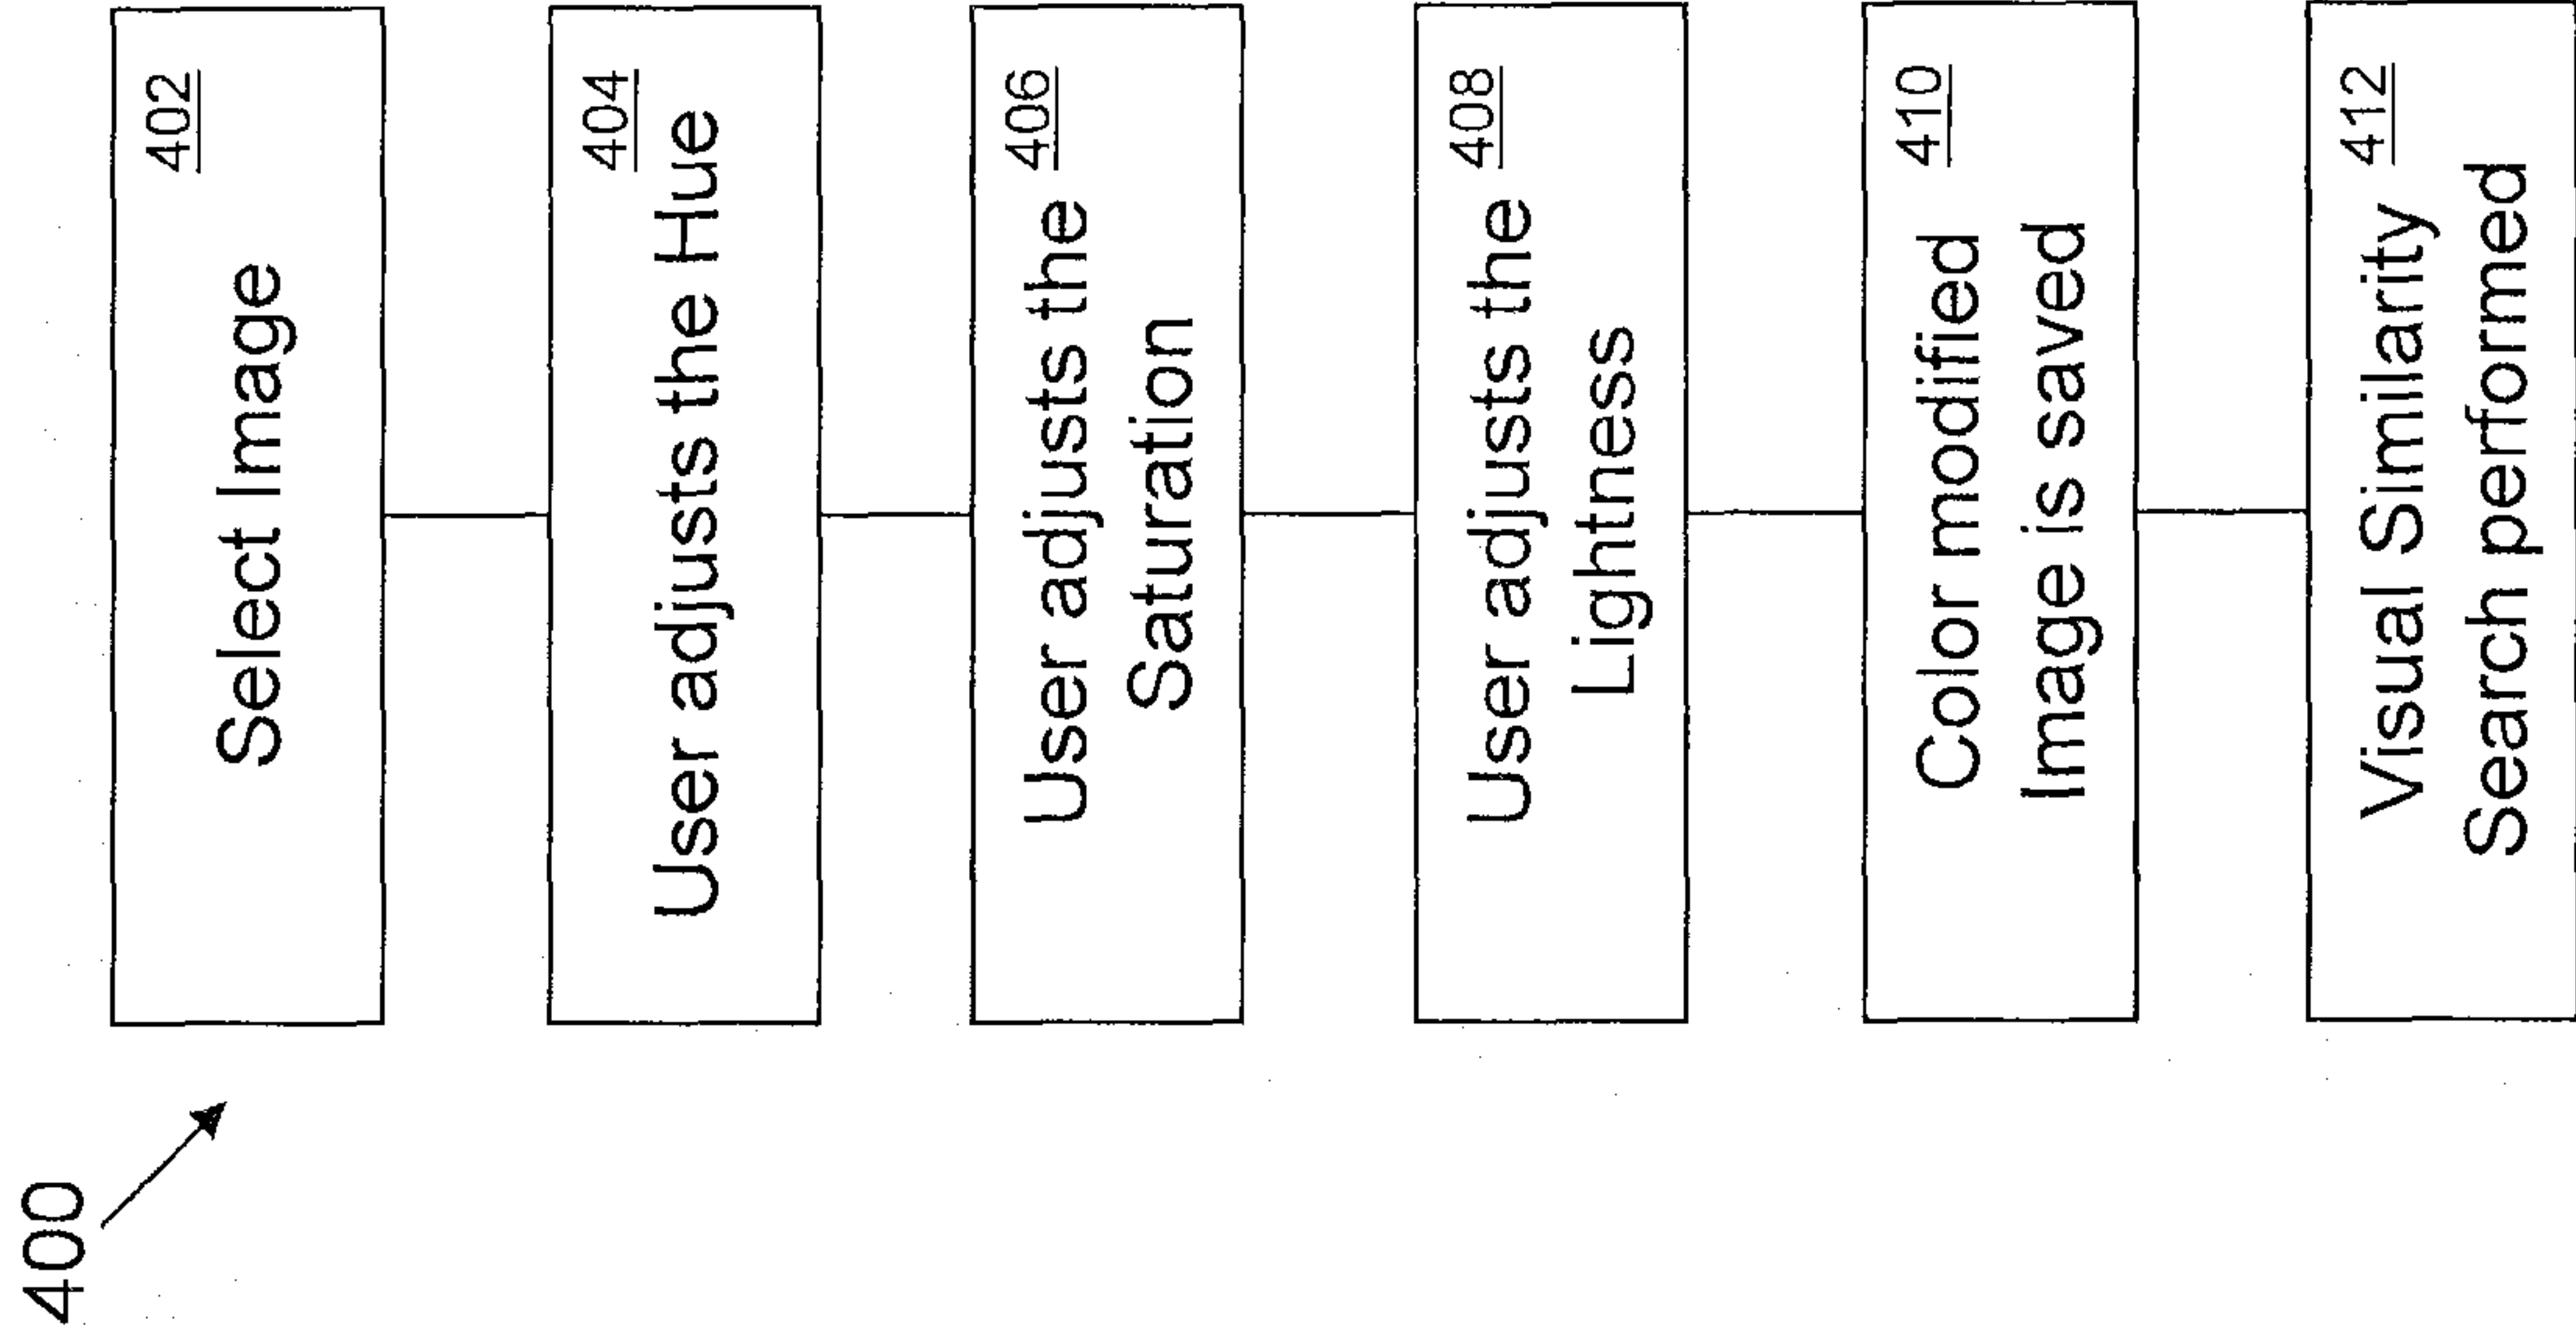 400
402
Select Image
404
User adjusts the Hue
406
User adjusts the
Saturation
408
User adjusts the
Lightness
410
Color modified
Image is saved
412
Visual Similarity
Search performed